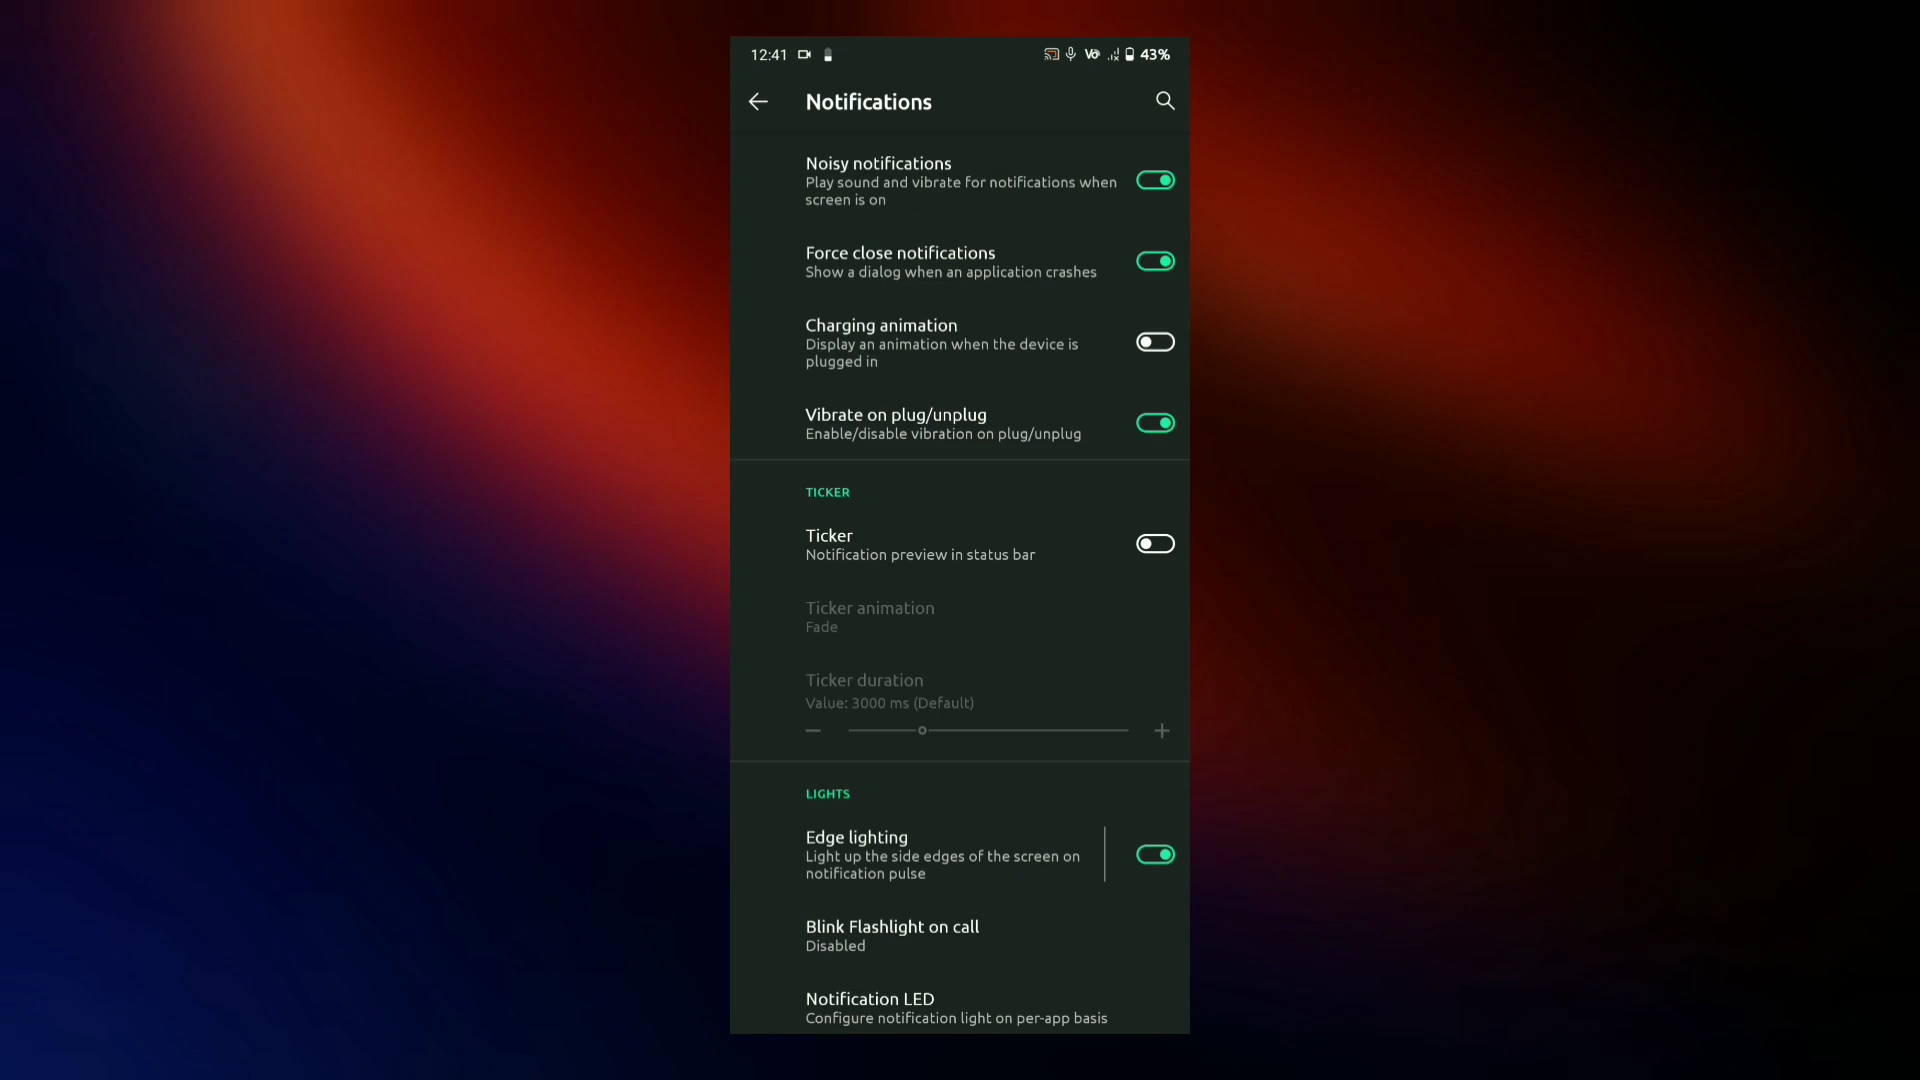 12:41 43%
Notifications
Noisy notifications
Play sound and vibrate for notifications when
screen is on
Force close notifications
Show a dialog when an application crashes
Charging animation
Display an animation when the device is
plugged in
Vibrate on plug/unplug
Enable/disable vibration on plug/unplug
TICKER
Ticker
Notification preview in status bar
Ticker animation
Fade
Ticker duration
Value: 3000 ms (Default)
LIGHTS
Edge lighting
Light up the side edges of the screen on
notification pulse
Blink Flashlight on call
Disabled
Notification LED
Configure notification light on per-app basis